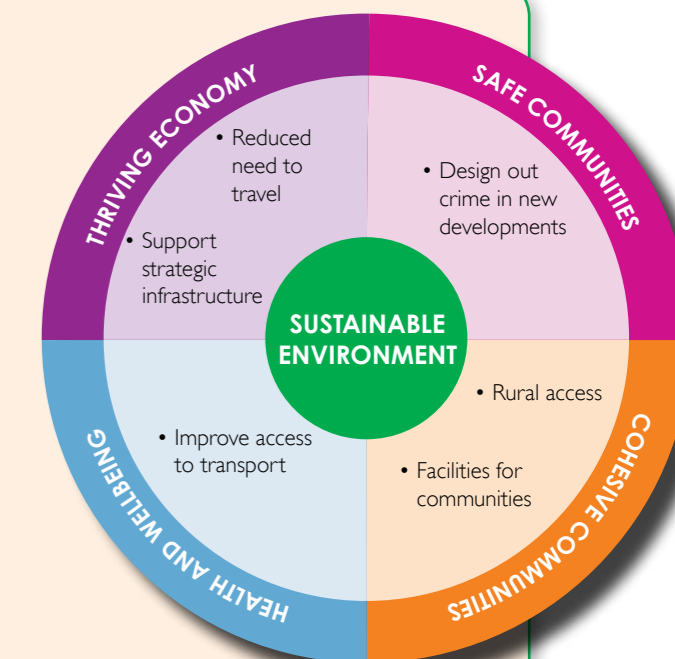 THRIVING ECONOMY
• Reduced
need to
travel
• Support
strategic
infrastructure
SAFE COMMUNITIES
• Design out
crime in new
developments
SUSTAINABLE
ENVIRONMENT
HEALTH AND WELLBEING
• Improve access
to transport
COHESIVE COMMUNITIES
• Rural access
• Facilities for
communities